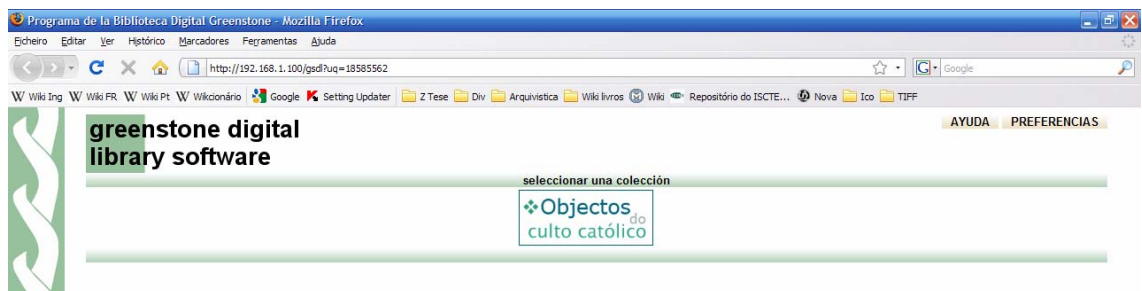 Programa de la Biblioteca Digital Greenstone - Mozilla Firefox
Ficheiro Editar Ver Histórico Marcadores Ferramentas Ajuda
http://192.168.1.100/gsdl?uq=18585562 G Google
Wiki Ing Wiki FR Wiki Pt Wikcionário Google Setting Updater Z Tese Div Arquivistica Wiki livros Wiki Repositório do ISCTE... Nova Ico TIFF
AYUDA PREFERENCIAS
greenstone digital
library software
seleccionar una colección
Objectos
do
culto católico